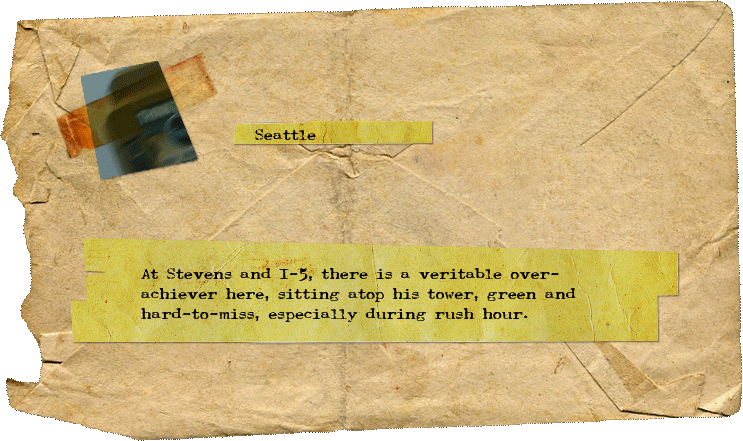 Seattle
At Stevens and I-5, there is a veritable over-
achiever here, sitting atop his tower, green and
hard-to-miss, especially during rush hour.